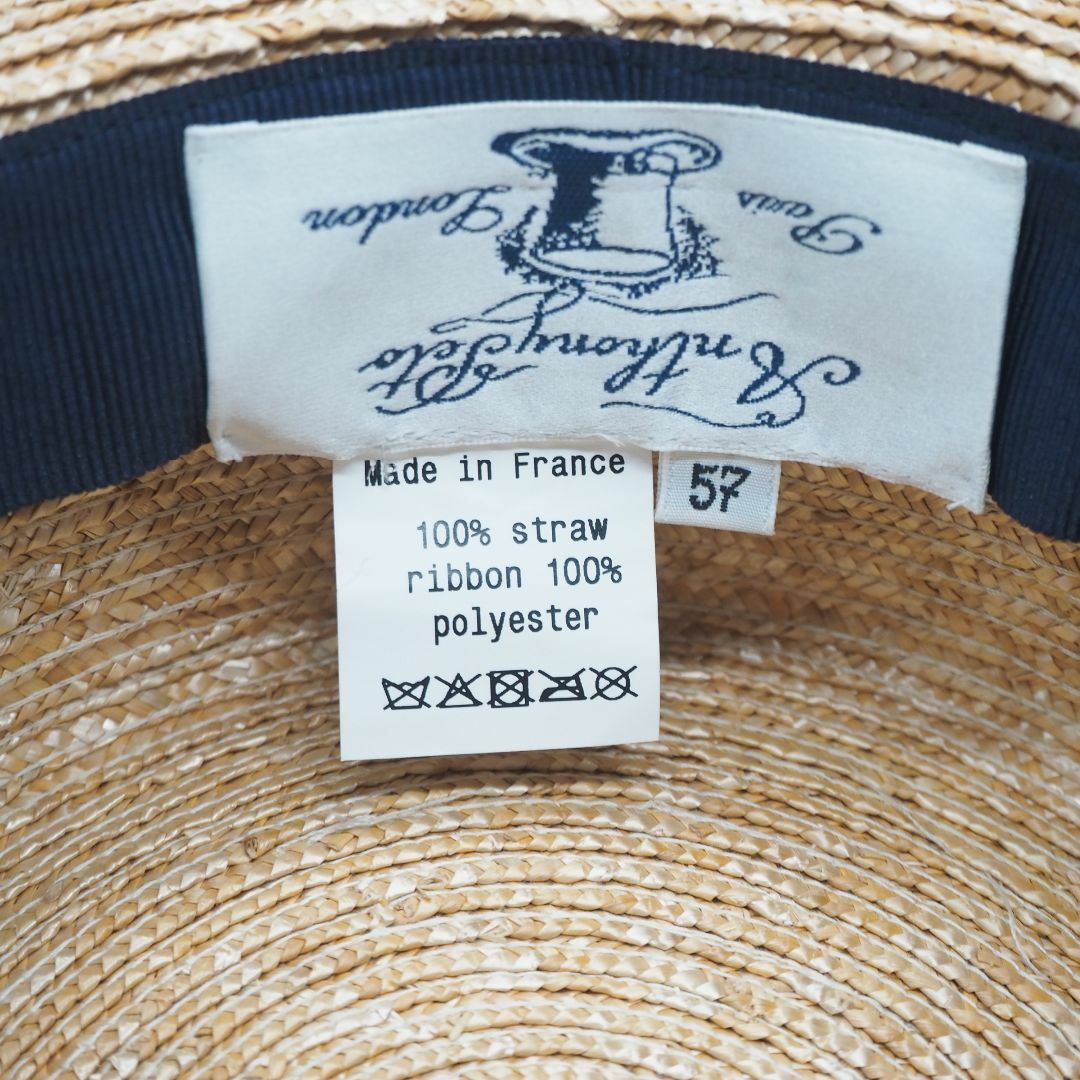 Anthony Peto
Paris London
Made in France
57
100% straw
ribbon 100%
polyester